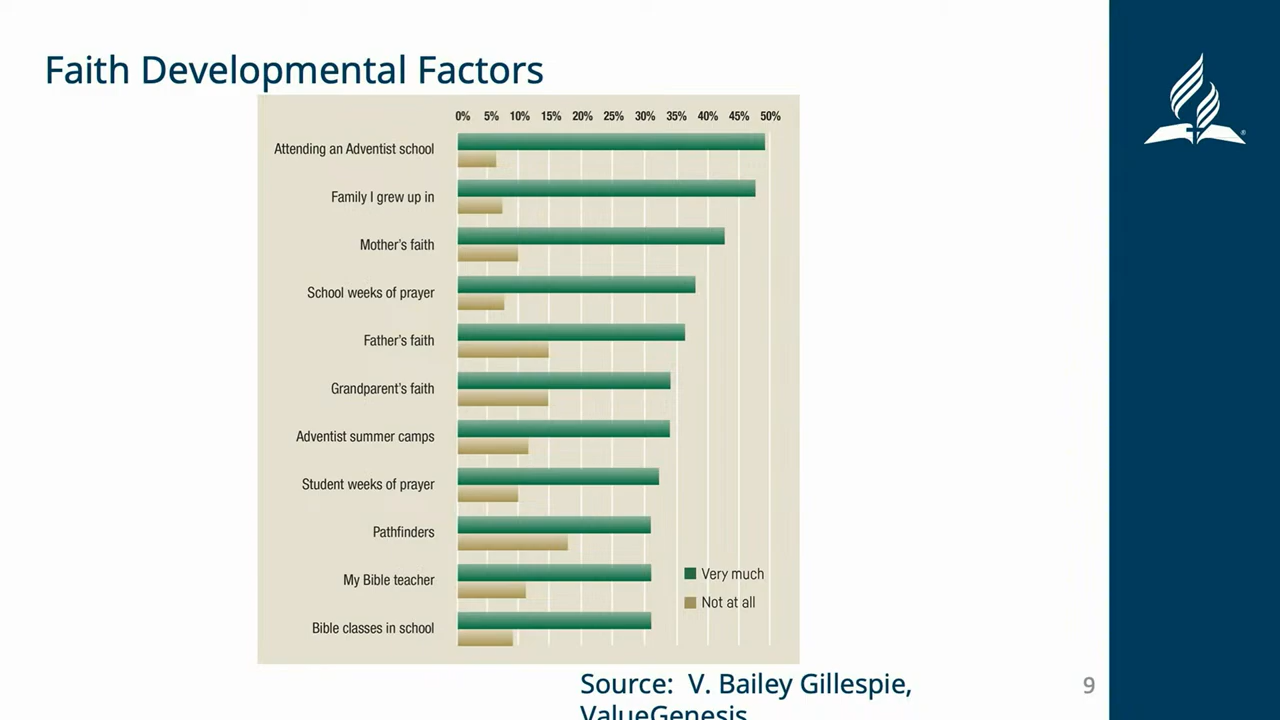 Faith Developmental Factors
0% 5% 10% 15% 20% 25% 30% 35% 40% 45% 50%
Attending an Adventist school
Family I grew up in
Mother's faith
School weeks of prayer
Father's faith
Grandparent's faith
Adventist summer camps
Student weeks of prayer
Pathfinders
My Bible teacher
Bible classes in school
Very much
Not at all
Source: V. Bailey Gillespie,
ValueGenesis
9